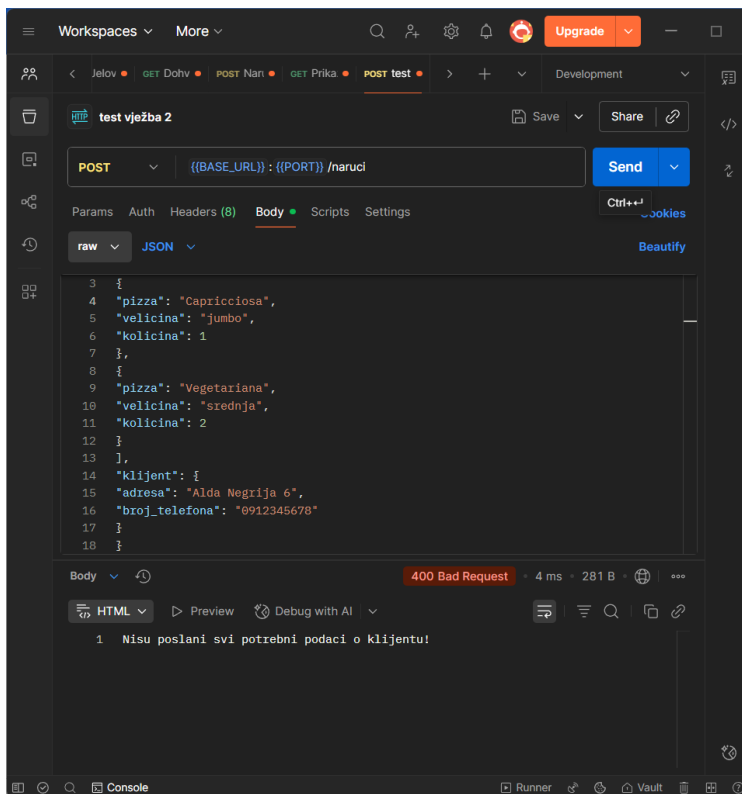 Workspaces More Upgrade
Jelov GET Dohv POST Naru GET Prika. POST test Development
HTTP test vježba 2 Save Share
POST {{BASE_URL}} : {{PORT}} /naruci Send
Ctrl+↵
Params Auth Headers (8) Body Scripts Settings Cookies
raw JSON Beautify
3 {
4 "pizza": "Capricciosa",
5 "velicina": "jumbo",
6 "kolicina": 1
7 },
8 {
9 "pizza": "Vegetariana",
10 "velicina": "srednja",
11 "kolicina": 2
12 }
13 ],
14 "klijent": {
15 "adresa": "Alda Negrija 6",
16 "broj_telefona": "0912345678"
17 }
18 }
Body 400 Bad Request 4 ms 281 B
HTML Preview Debug with AI
1 Nisu poslani svi potrebni podaci o klijentu!
Console Runner Vault